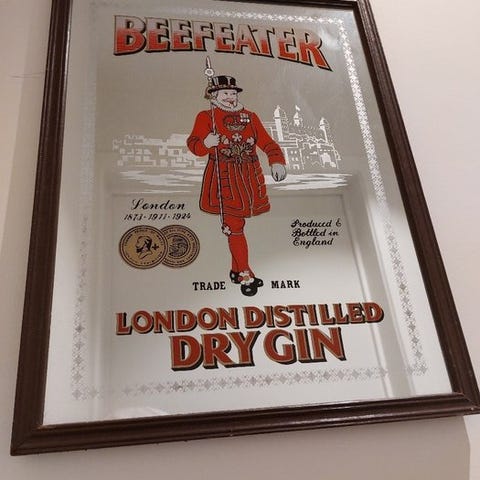 BEEFEATER
London
1873·1911·1924
Produced &
Bottled in
England
TRADE MARK
LONDON DISTILLED
DRY GIN